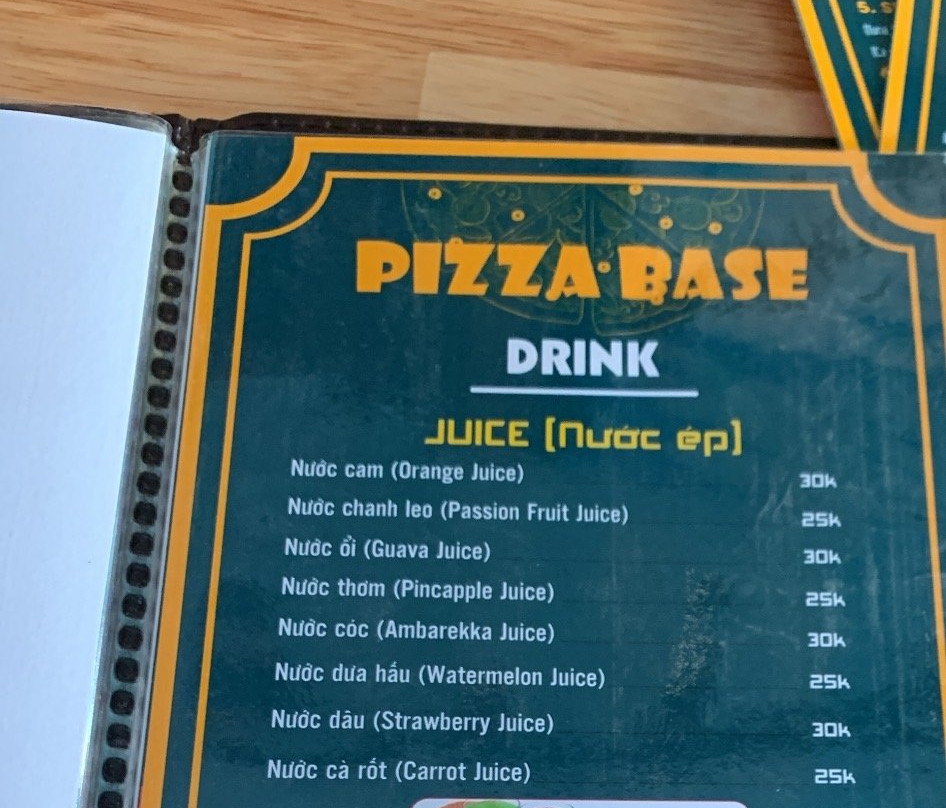 5.
PIZZA BASE
DRINK
JUICE (Nước ép)
Nước cam (Orange Juice) 30k
Nước chanh leo (Passion Fruit Juice) 25k
Nước ổi (Guava Juice) 30k
Nước thơm (Pincapple Juice) 25k
Nước cóc (Ambarekka Juice) 30k
Nước dưa hấu (Watermelon Juice) 25k
Nước dâu (Strawberry Juice) 30k
Nước cà rốt (Carrot Juice) 25k